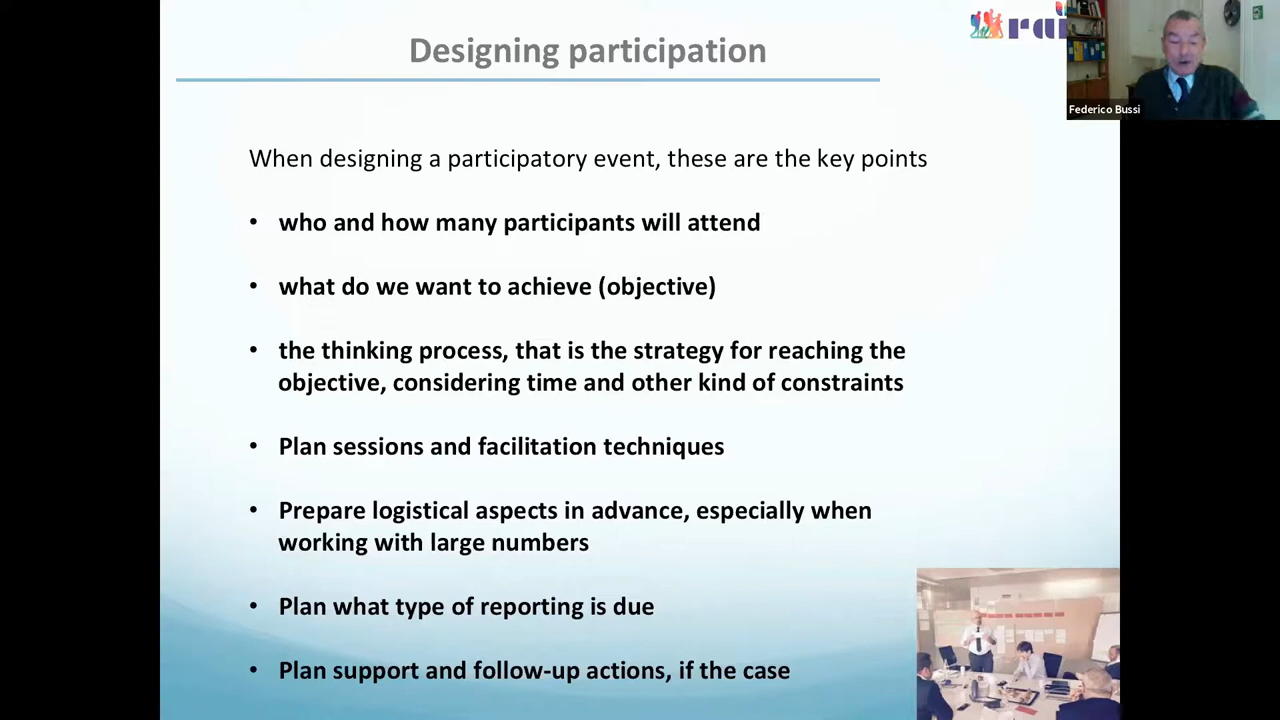 Designing participation
rai
Federico Bussi
When designing a participatory event, these are the key points
• who and how many participants will attend
• what do we want to achieve (objective)
• the thinking process, that is the strategy for reaching the
objective, considering time and other kind of constraints
• Plan sessions and facilitation techniques
• Prepare logistical aspects in advance, especially when
working with large numbers
• Plan what type of reporting is due
• Plan support and follow-up actions, if the case